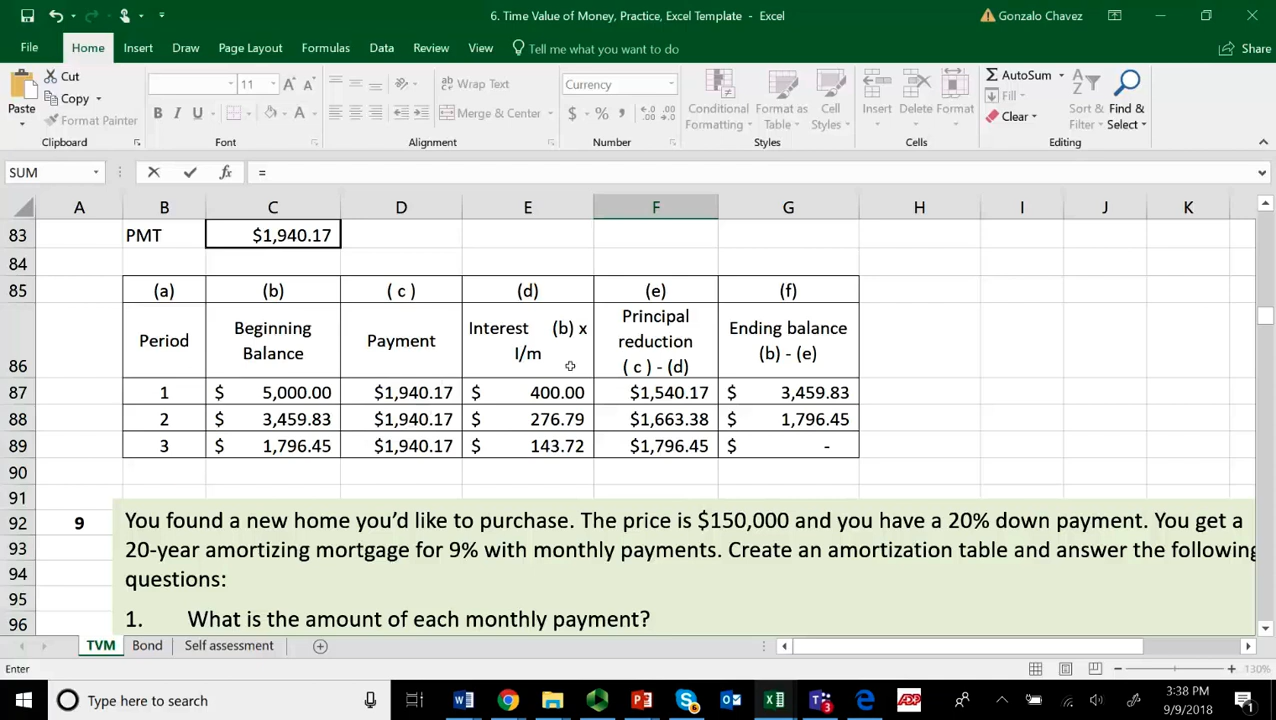 6. Time Value of Money, Practice, Excel Template - Excel
Gonzalo Chavez
File Home Insert Draw Page Layout Formulas Data Review View Tell me what you want to do Share
Cut
Copy
Format Painter
Paste
Clipboard
11
B I U
Font
Wrap Text
Merge & Center
Alignment
Currency
$ % ,
Number
Conditional Formatting
Format as Table
Cell Styles
Styles
Insert Delete Format
Cells
AutoSum
Fill
Clear
Sort & Filter
Find & Select
Editing
SUM fx =
A B C D E F G H I J K
83 PMT $1,940.17
84
85 (a) (b) ( c ) (d) (e) (f)
86 Period Beginning Balance Payment Interest (b) x I/m Principal reduction ( c ) - (d) Ending balance (b) - (e)
87 1 $ 5,000.00 $1,940.17 $ 400.00 $1,540.17 $ 3,459.83
88 2 $ 3,459.83 $1,940.17 $ 276.79 $1,663.38 $ 1,796.45
89 3 $ 1,796.45 $1,940.17 $ 143.72 $1,796.45 $ -
90
91
92 9 You found a new home you’d like to purchase. The price is $150,000 and you have a 20% down payment. You get a
93 20-year amortizing mortgage for 9% with monthly payments. Create an amortization table and answer the following
94 questions:
95
96 1. What is the amount of each monthly payment?
TVM Bond Self assessment
Enter 130%
Type here to search
3:38 PM
9/9/2018